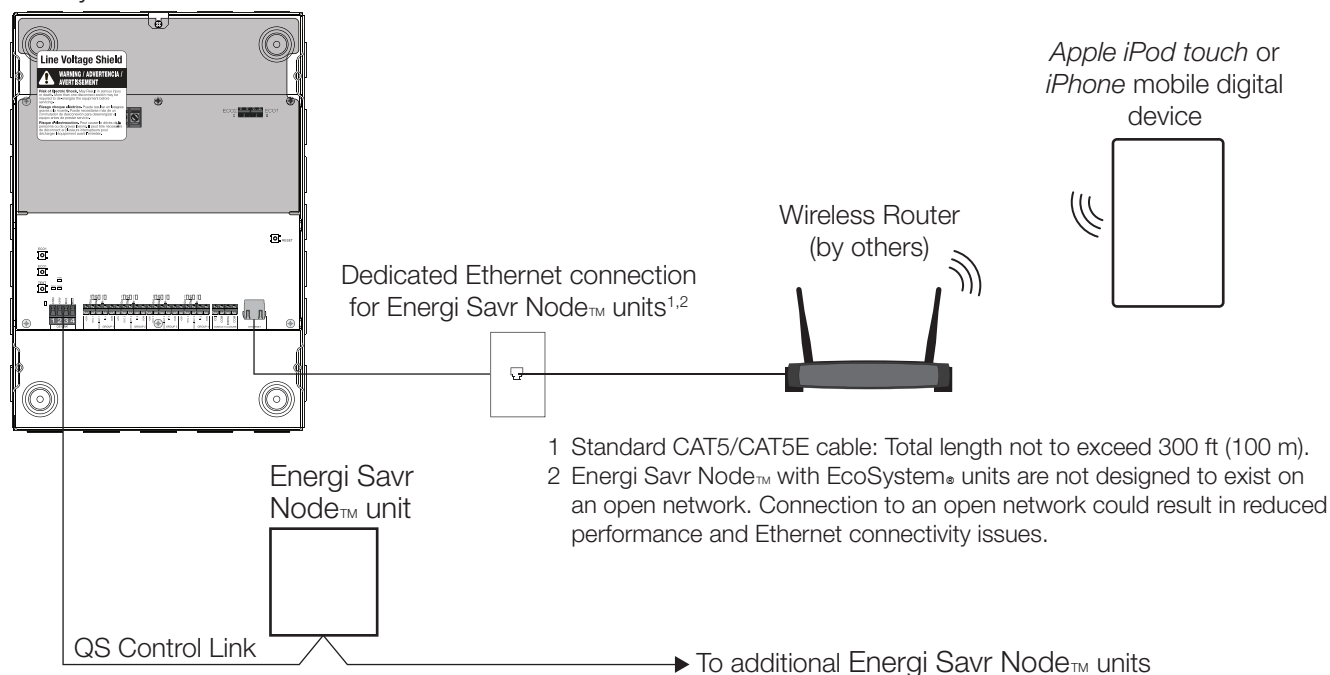 Line Voltage Shield
WARNING / ADVERTENCIA /
AVERTISSEMENT
ECO2
ECO1
RESET
Apple iPod touch or
iPhone mobile digital
device
Wireless Router
(by others)
Dedicated Ethernet connection
for Energi Savr Node™ units1,2
1 Standard CAT5/CAT5E cable: Total length not to exceed 300 ft (100 m).
2 Energi Savr Node™ with EcoSystem® units are not designed to exist on
an open network. Connection to an open network could result in reduced
performance and Ethernet connectivity issues.
Energi Savr
Node™ unit
QS Control Link
To additional Energi Savr Node™ units